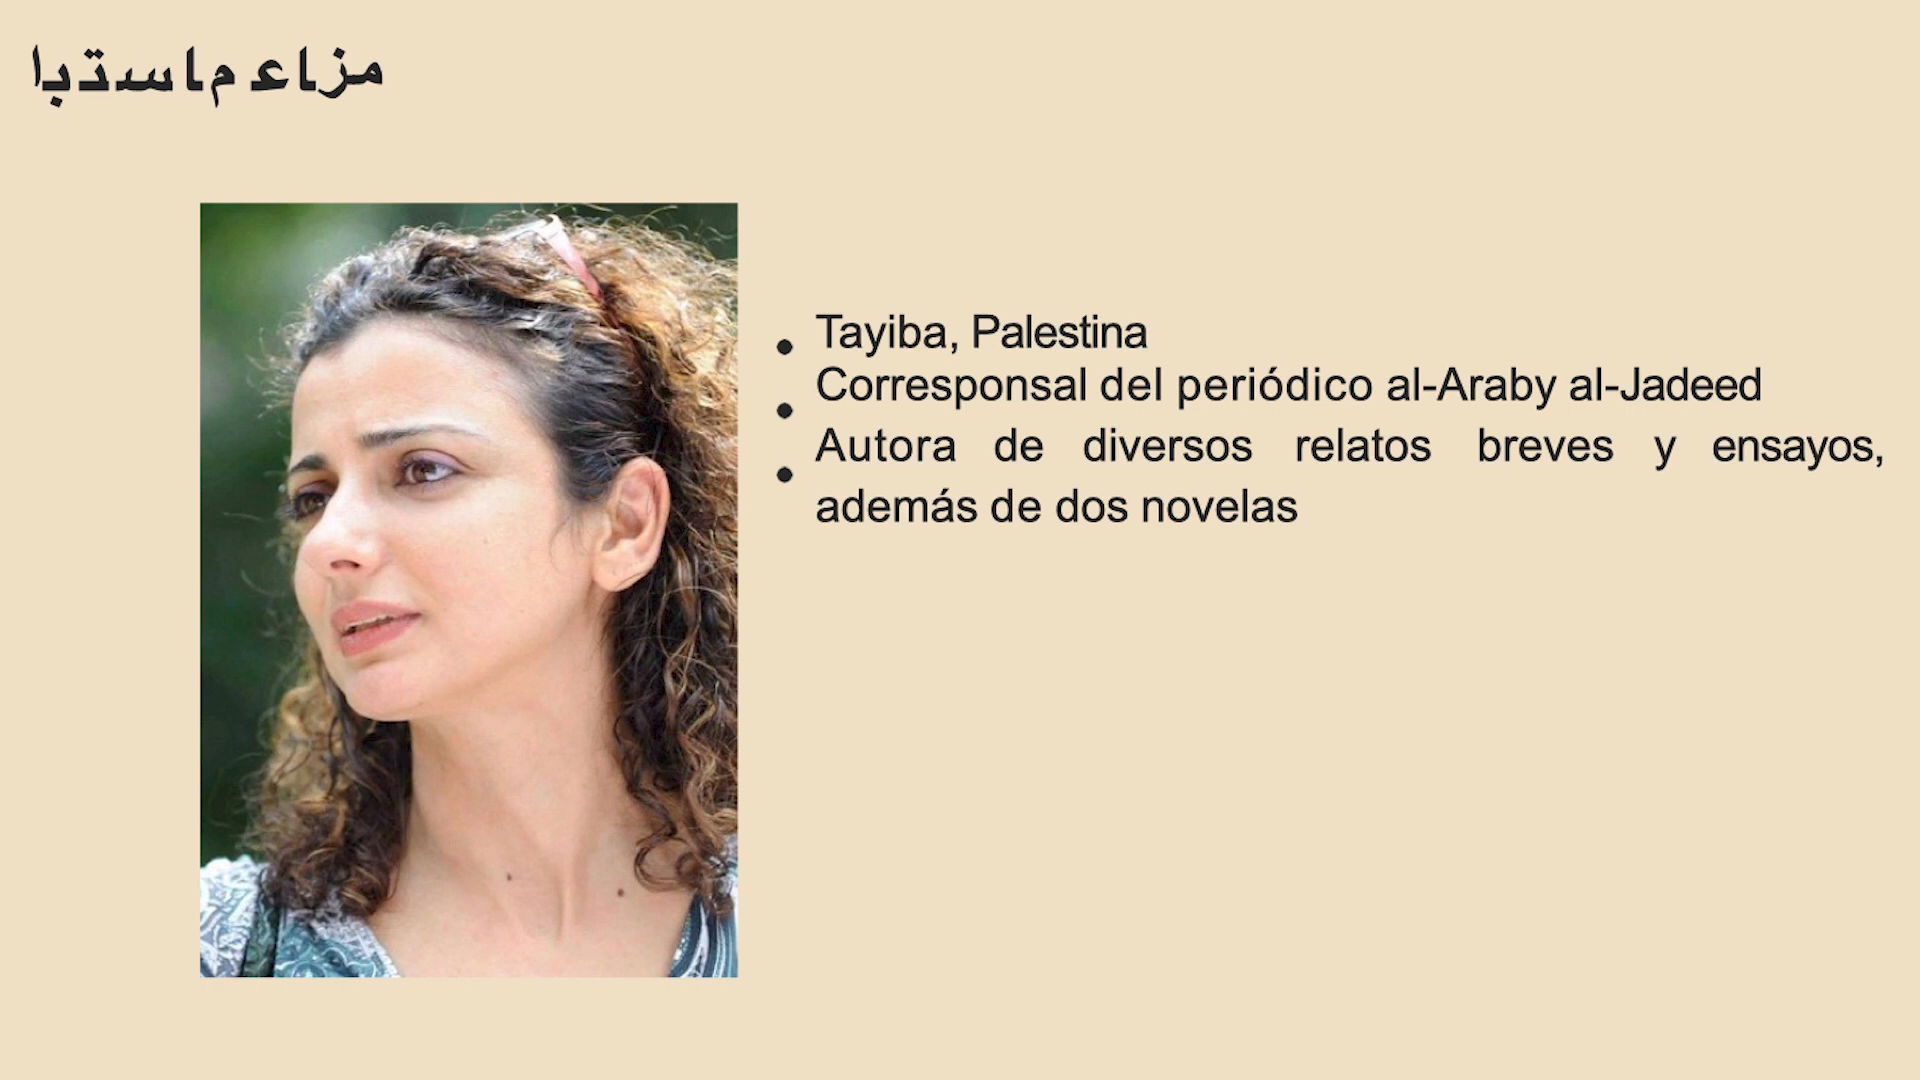 مزاع ماستبا
Tayiba, Palestina
Corresponsal del periódico al-Araby al-Jadeed
Autora de diversos relatos breves y ensayos,
además de dos novelas